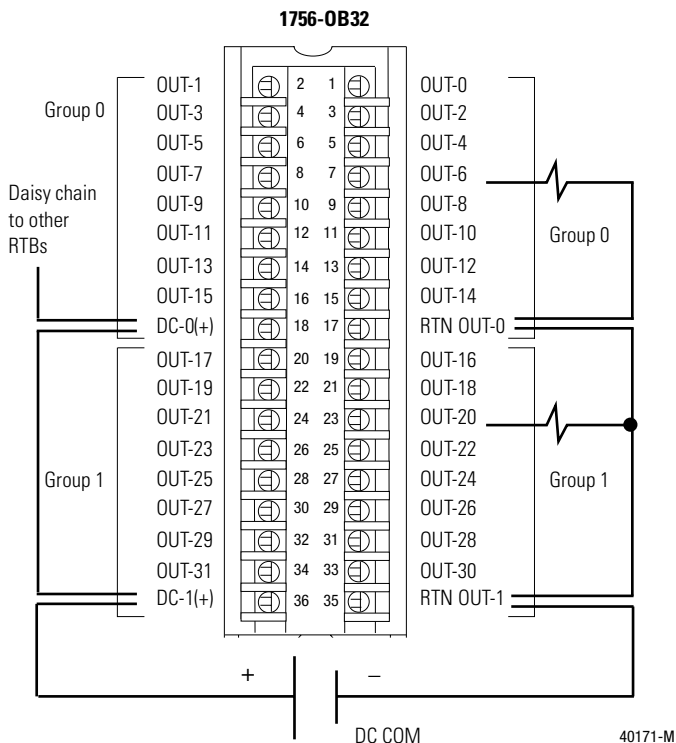 1756-OB32
OUT-1 2 1 OUT-0
Group 0 OUT-3 4 3 OUT-2
OUT-5 6 5 OUT-4
OUT-7 8 7 OUT-6
Daisy chain
to other
RTBs
OUT-9 10 9 OUT-8
OUT-11 12 11 OUT-10 Group 0
OUT-13 14 13 OUT-12
OUT-15 16 15 OUT-14
DC-0(+) 18 17 RTN OUT-0
OUT-17 20 19 OUT-16
OUT-19 22 21 OUT-18
OUT-21 24 23 OUT-20
OUT-23 26 25 OUT-22
Group 1 OUT-25 28 27 OUT-24 Group 1
OUT-27 30 29 OUT-26
OUT-29 32 31 OUT-28
OUT-31 34 33 OUT-30
DC-1(+) 36 35 RTN OUT-1
+ –
DC COM
40171-M